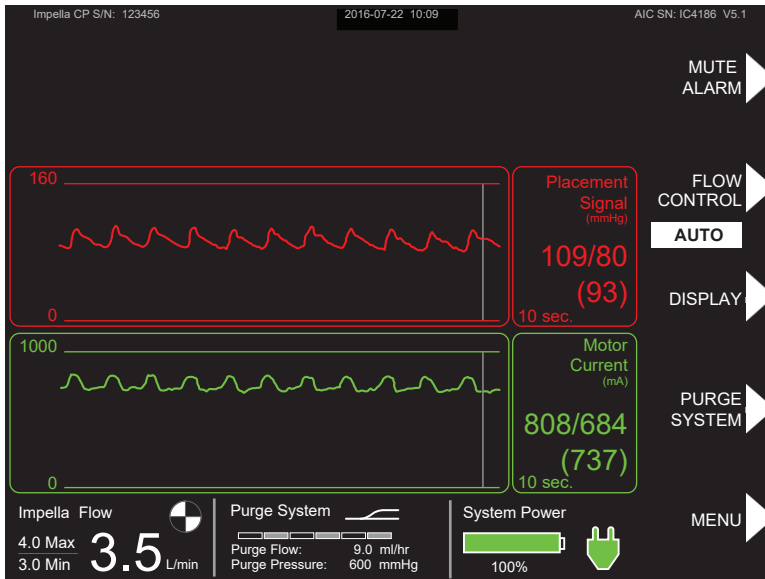 Impella CP S/N: 123456
2016-07-22 10:09
AIC SN: IC4186 V5.1
MUTE
ALARM
160
0
Placement
Signal
(mmHg)
109/80
(93)
10 sec.
FLOW
CONTROL
AUTO
DISPLAY
1000
0
Motor
Current
(mA)
808/684
(737)
10 sec.
PURGE
SYSTEM
Impella Flow
4.0 Max
3.0 Min
3.5 L/min
Purge System
Purge Flow: 9.0 ml/hr
Purge Pressure: 600 mmHg
System Power
100%
MENU